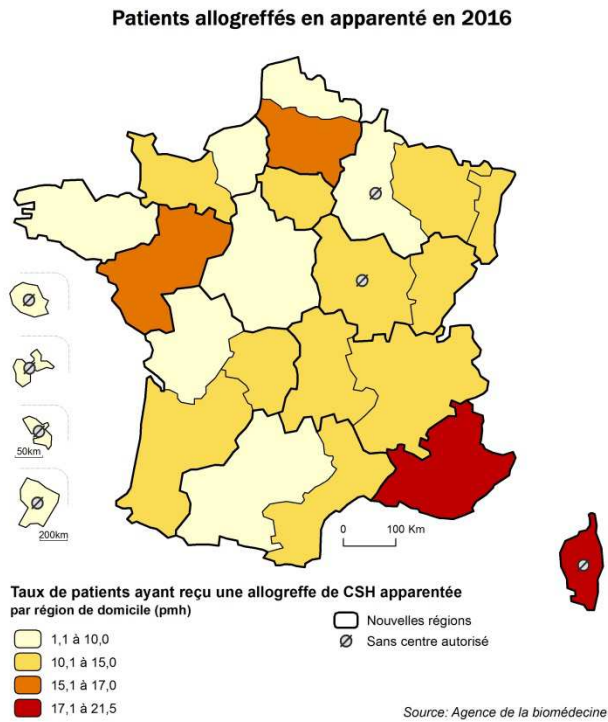 Patients allogreffés en apparenté en 2016
50km
200km
0 100 Km
Taux de patients ayant reçu une allogreffe de CSH apparentée
par région de domicile (pmh)
1,1 à 10,0
10,1 à 15,0
15,1 à 17,0
17,1 à 21,5
Nouvelles régions
Sans centre autorisé
Source: Agence de la biomédecine